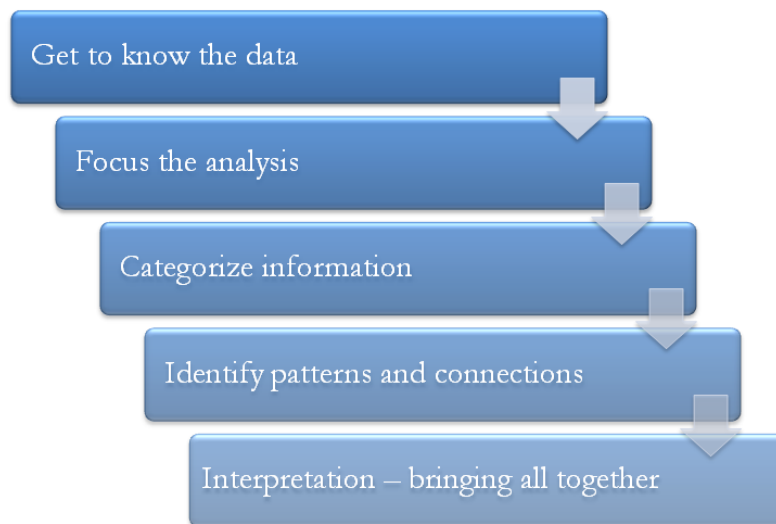 Get to know the data
Focus the analysis
Categorize information
Identify patterns and connections
Interpretation – bringing all together